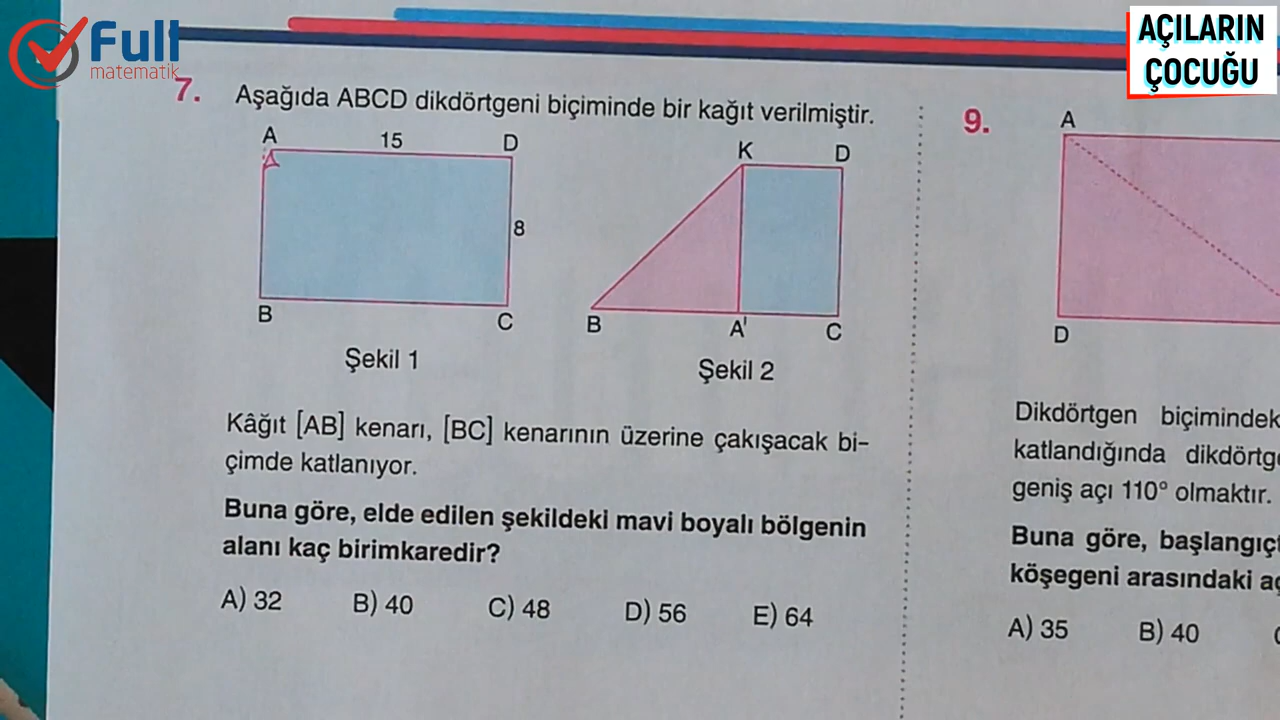 Full
matematik
AÇILARIN
ÇOCUĞU
7. Aşağıda ABCD dikdörtgeni biçiminde bir kağıt verilmiştir.
A 15 D
8
B C
Şekil 1
K D
B A' C
Şekil 2
Kâğıt [AB] kenarı, [BC] kenarının üzerine çakışacak bi-
çimde katlanıyor.
Buna göre, elde edilen şekildeki mavi boyalı bölgenin
alanı kaç birimkaredir?
A) 32 B) 40 C) 48 D) 56 E) 64
9. A
D
Dikdörtgen biçimindek
katlandığında dikdörtg
geniş açı 110° olmaktır.
Buna göre, başlangıçt
köşegeni arasındaki aç
A) 35 B) 40